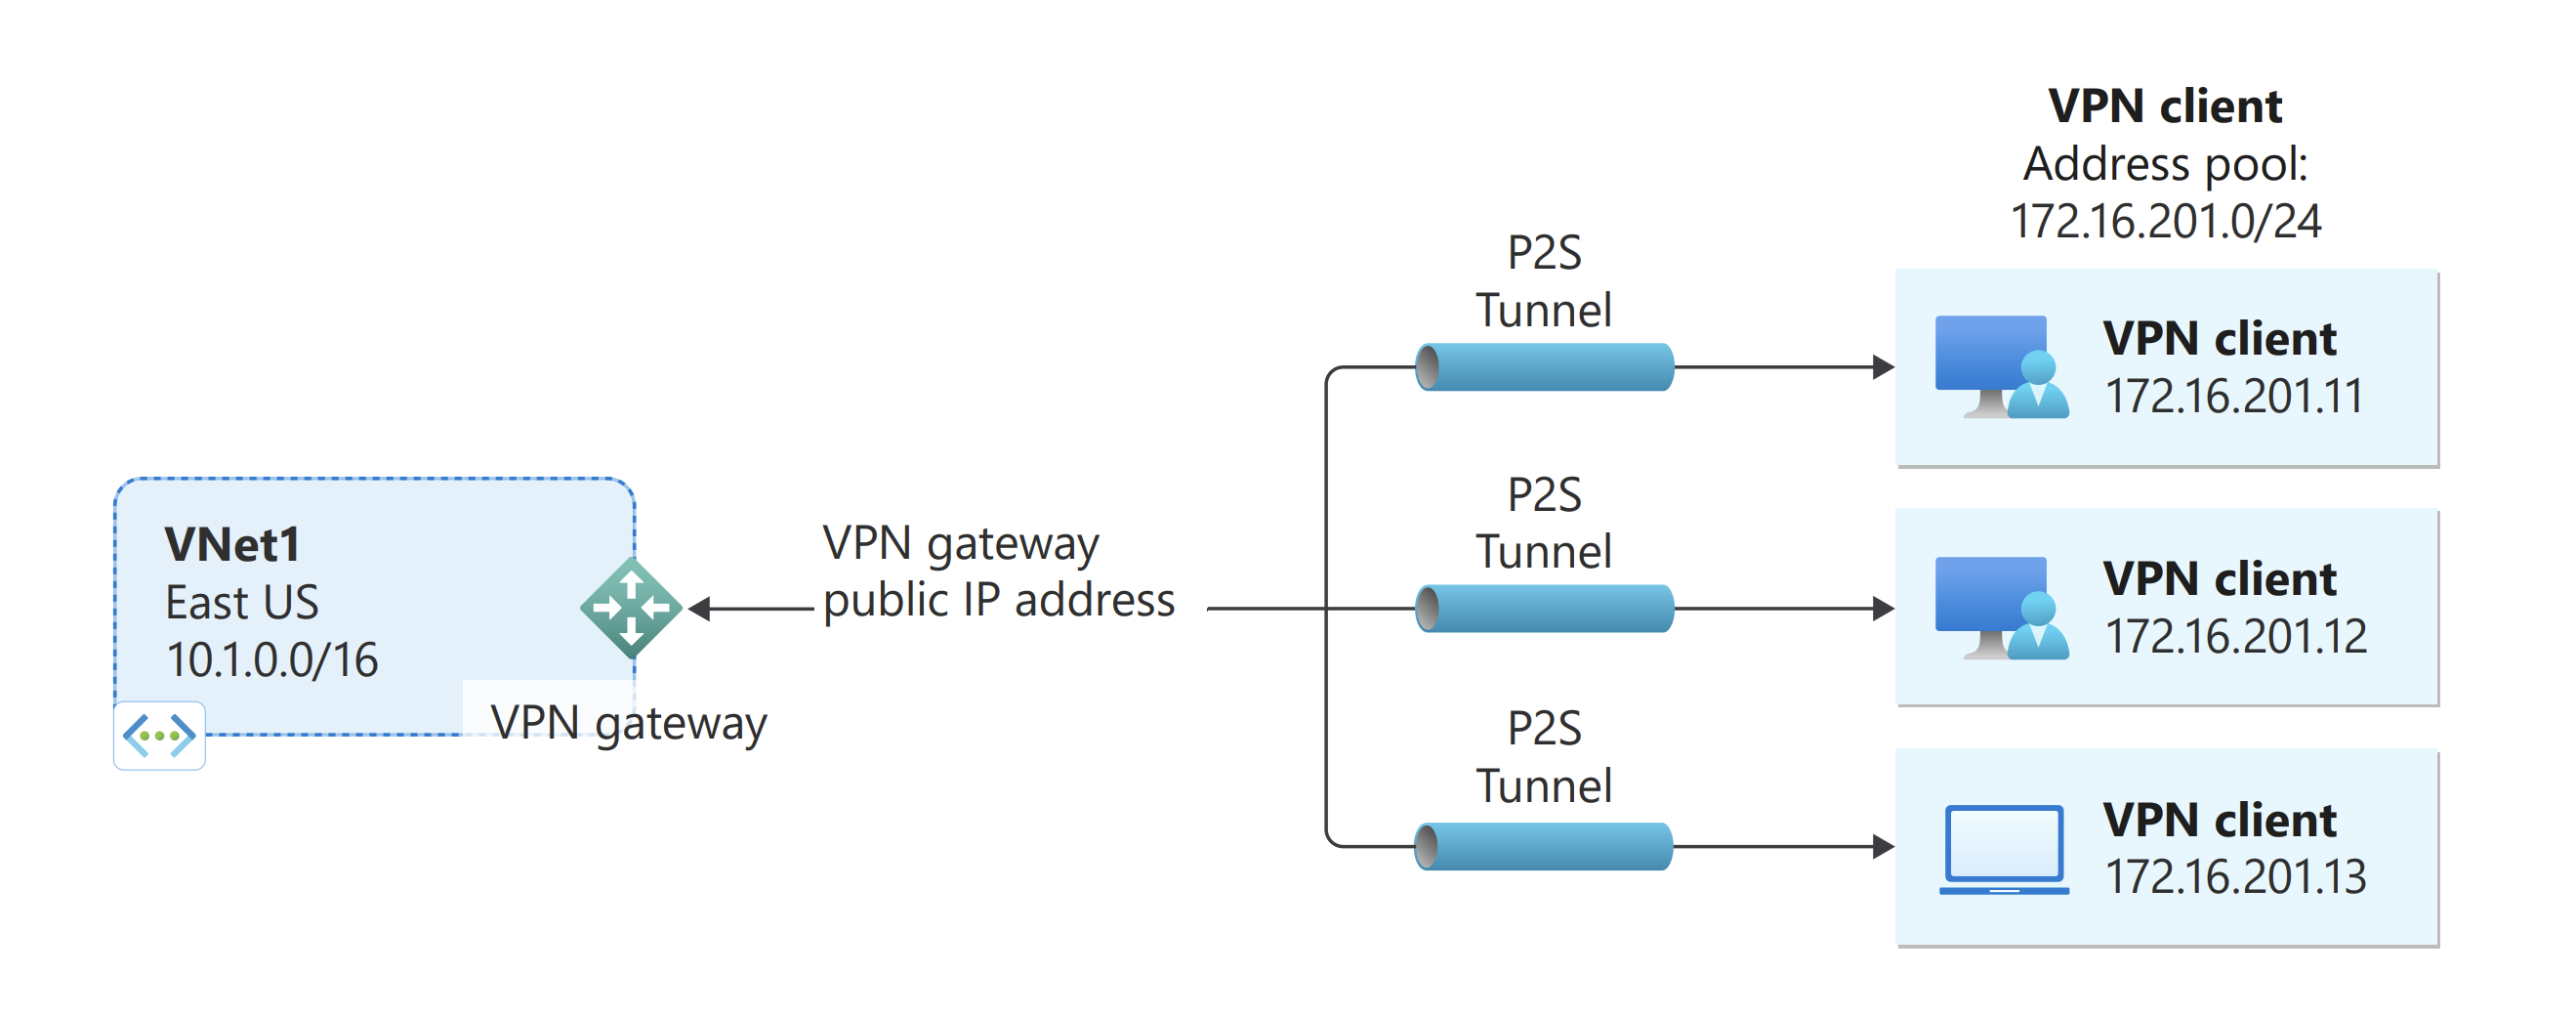 VPN client
Address pool:
172.16.201.0/24
P2S
Tunnel
VPN client
172.16.201.11
P2S
Tunnel
VPN client
172.16.201.12
VNet1
East US
10.1.0.0/16
VPN gateway
public IP address
VPN gateway
P2S
Tunnel
VPN client
172.16.201.13